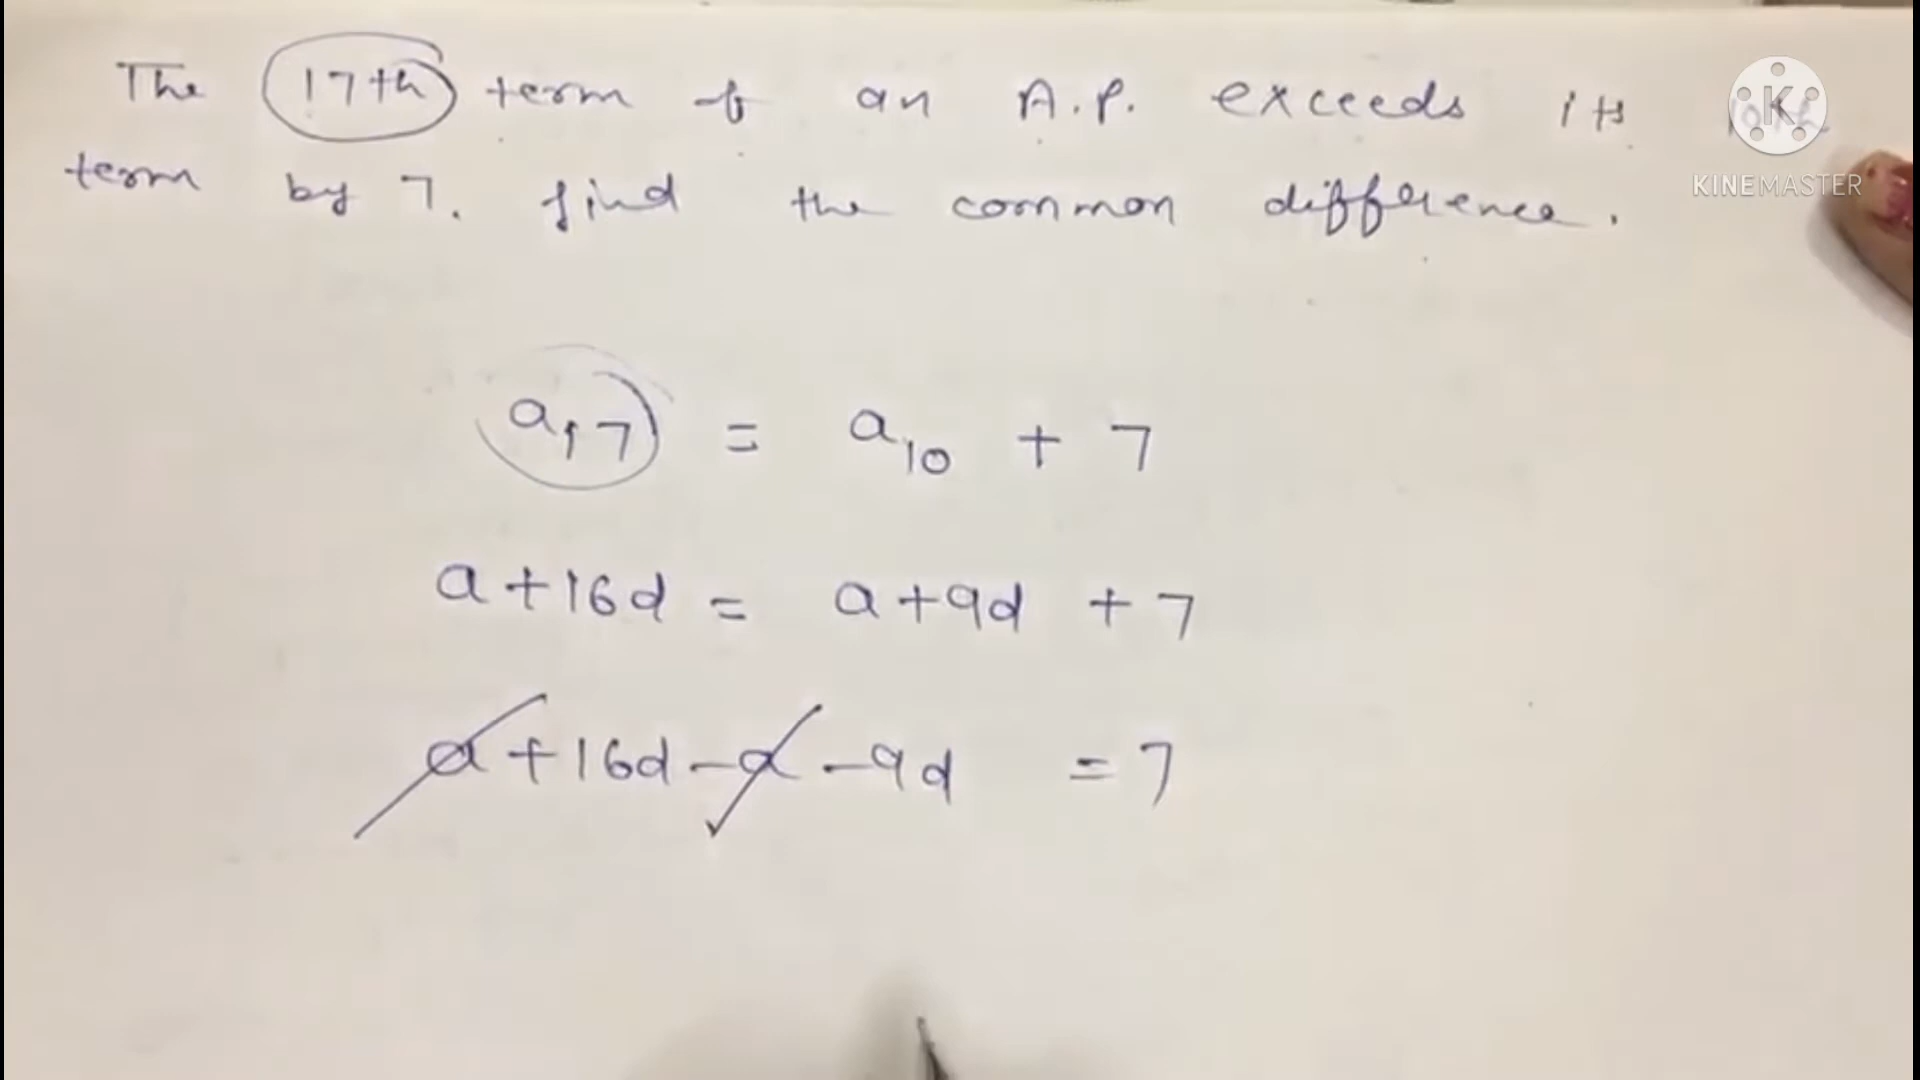 The 17th term of an A.P. exceeds its 10th
term by 7. find the common difference.
K
KINEMASTER
a17 = a10 + 7
a+16d = a+9d + 7
a+16d-a-9d = 7